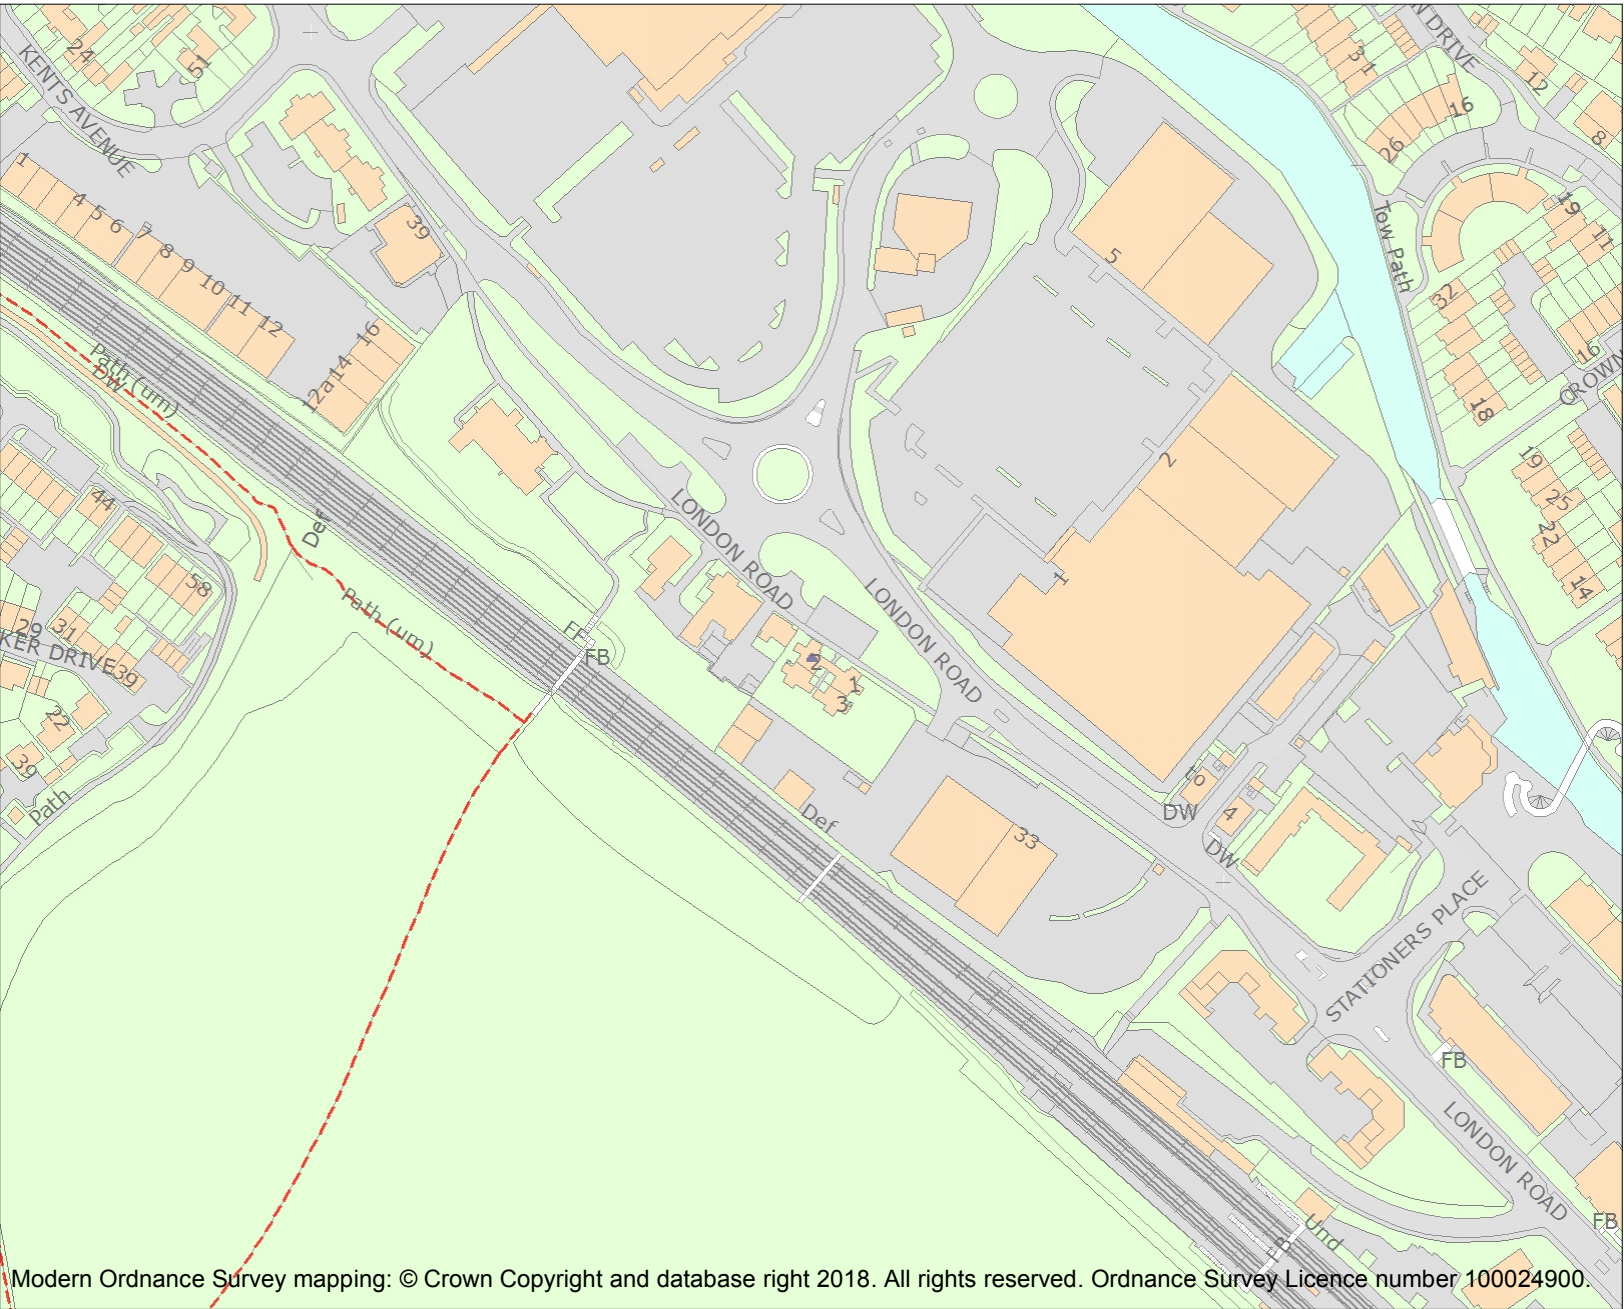 KENTS AVENUE
24
51
N DRIVE
31
12
16
26
8
1
4
5
6
7
8
9
10
11
12
39
5
Tow Path
19
11
32
16
CROWN
18
12a
14
16
Path (um)
DW
2
19
25
22
14
44
Def
LONDON ROAD
1
58
Path (um)
LONDON ROAD
29
31
KER DRIVE
39
FB
2
1
3
22
39
Path
to
DW
4
DW
Def
33
STATIONERS PLACE
FB
LONDON ROAD
FB
Und
FB
Modern Ordnance Survey mapping: © Crown Copyright and database right 2018. All rights reserved. Ordnance Survey Licence number 100024900.